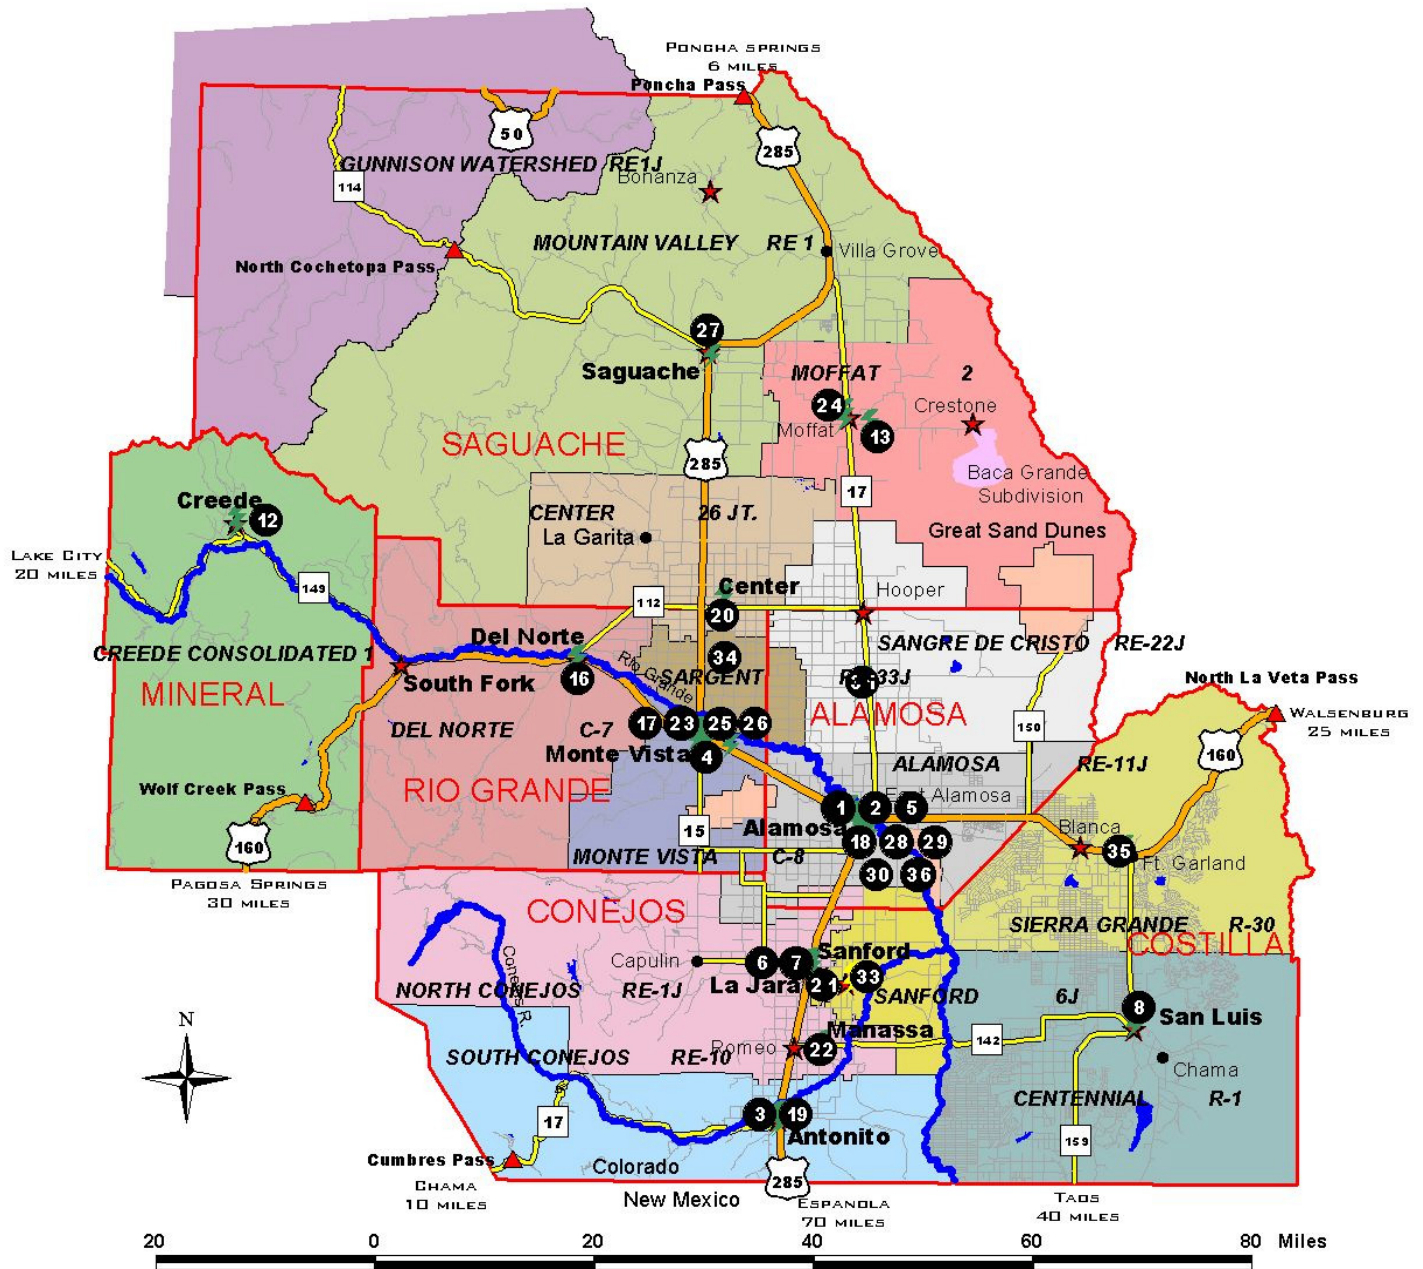 PONCHA SPRINGS
6 MILES
Poncha Pass
50
285
GUNNISON WATERSHED RE1J
Bonanza
114
MOUNTAIN VALLEY RE 1
Villa Grove
North Cochetopa Pass
27
Saguache
MOFFAT 2
24
Crestone
Moffat
13
SAGUACHE
285
Baca Grande
Subdivision
17
Creede
12
CENTER 26 JT.
La Garita
Great Sand Dunes
LAKE CITY
20 MILES
149
Center
Hooper
112
20
Del Norte
SANGRE DE CRISTO RE-22J
CREEDE CONSOLIDATED 1
34
Rio Grande
16
SARGENT RE-33J
South Fork
MINERAL
North La Veta Pass
ALAMOSA
WALSENBURG
25 MILES
DEL NORTE C-7
17 23 25 26
150
Monte Vista
4
160
ALAMOSA RE-11J
Wolf Creek Pass
RIO GRANDE
East Alamosa
1 2 5
15
Alamosa
Blanca
160
18 28 29
35
MONTE VISTA C-8
Ft. Garland
30 36
PAGOSA SPRINGS
30 MILES
CONEJOS
SIERRA GRANDE R-30
COSTILLA
Conejos R.
Sanford
Capulin
6 7
33
La Jara
21
NORTH CONEJOS RE-1J
SANFORD 6J
8
San Luis
N
Manassa
142
Romeo
22
SOUTH CONEJOS RE-10
Chama
CENTENNIAL R-1
17
3 19
Antonito
159
Cumbres Pass
Colorado
285
CHAMA
10 MILES
New Mexico
ESPANOLA
70 MILES
TAOS
40 MILES
20 0 20 40 60 80 Miles